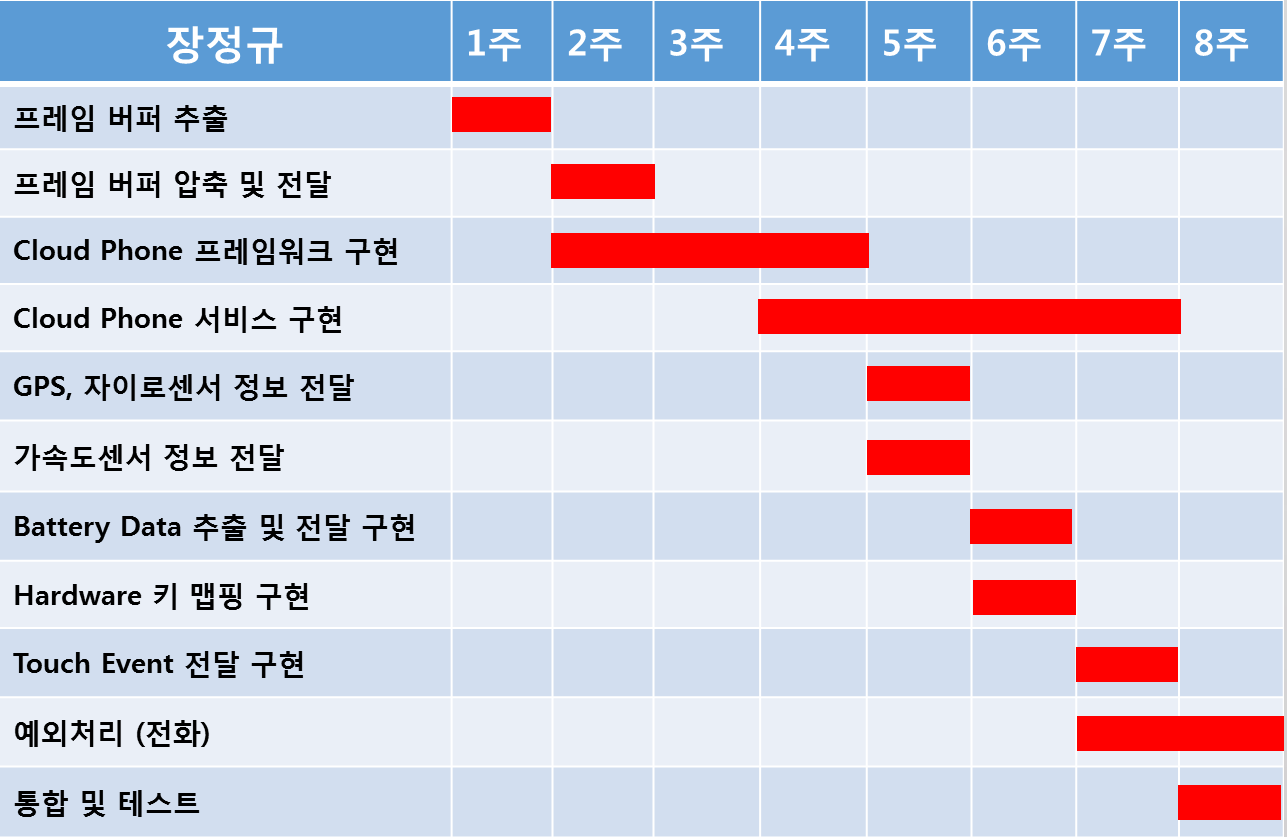 장정규 1주 2주 3주 4주 5주 6주 7주 8주
프레임 버퍼 추출
프레임 버퍼 압축 및 전달
Cloud Phone 프레임워크 구현
Cloud Phone 서비스 구현
GPS, 자이로센서 정보 전달
가속도센서 정보 전달
Battery Data 추출 및 전달 구현
Hardware 키 맵핑 구현
Touch Event 전달 구현
예외처리 (전화)
통합 및 테스트